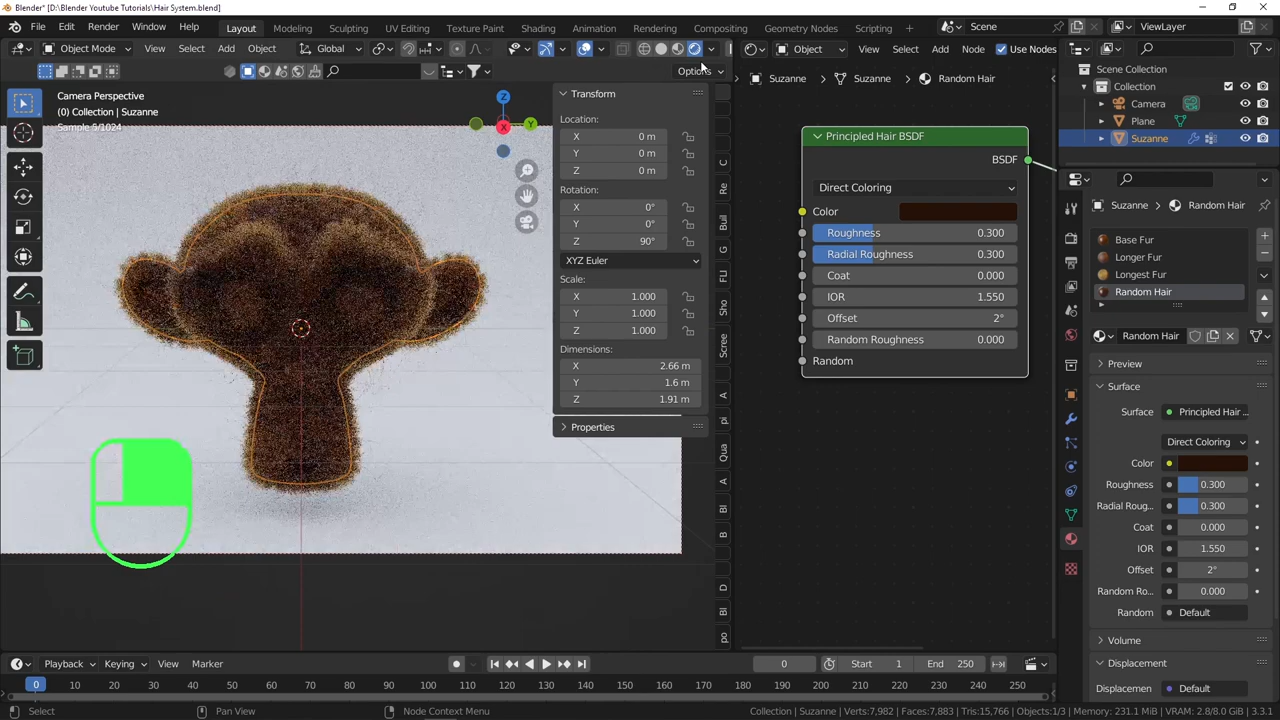 Blender* [D:\Blender Youtube Tutorials\Hair System.blend]
File Edit Render Window Help Layout Modeling Sculpting UV Editing Texture Paint Shading Animation Rendering Compositing Geometry Nodes Scripting Scene ViewLayer
Object Mode View Select Add Object Global Object View Select Add Node Use Nodes
Options
Camera Perspective
(0) Collection | Suzanne
Sample 5/1024
Z
Y
X
Transform
Location:
X 0 m
Y 0 m
Z 0 m
Rotation:
X 0°
Y 0°
Z 90°
XYZ Euler
Scale:
X 1.000
Y 1.000
Z 1.000
Dimensions:
X 2.66 m
Y 1.6 m
Z 1.91 m
Properties
C
Re
Buil
G
FLI
Sno
Scree
A
pi
Qua
A
Bl
B
D
Bl
po
Suzanne Suzanne Random Hair
Principled Hair BSDF
BSDF
Direct Coloring
Color
Roughness 0.300
Radial Roughness 0.300
Coat 0.000
IOR 1.550
Offset 2°
Random Roughness 0.000
Random
Scene Collection
Collection
Camera
Plane
Suzanne
Suzanne Random Hair
Base Fur
Longer Fur
Longest Fur
Random Hair
Random Hair
Preview
Surface
Surface Principled Hair ...
Direct Coloring
Color
Roughness 0.300
Radial Roug... 0.300
Coat 0.000
IOR 1.550
Offset 2°
Random Ro... 0.000
Random Default
Volume
Displacement
Displacemen Default
Playback Keying View Marker 0 Start 1 End 250
0 10 20 30 40 50 60 70 80 90 100 110 120 130 140 150 160 170 180 190 200 210 220 230 240 250
Select Pan View Node Context Menu Collection | Suzanne | Verts:7,982 | Faces:7,883 | Tris:15,766 | Objects:1/3 | Memory: 231.1 MiB | VRAM: 2.8/8.0 GiB | 3.3.1